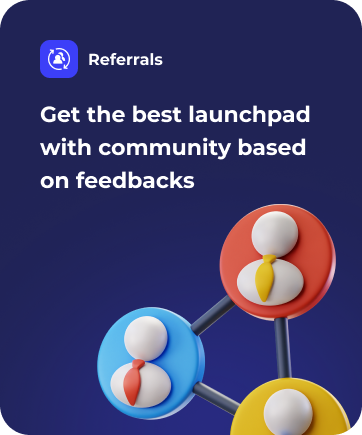 Referrals
Get the best launchpad
with community based
on feedbacks